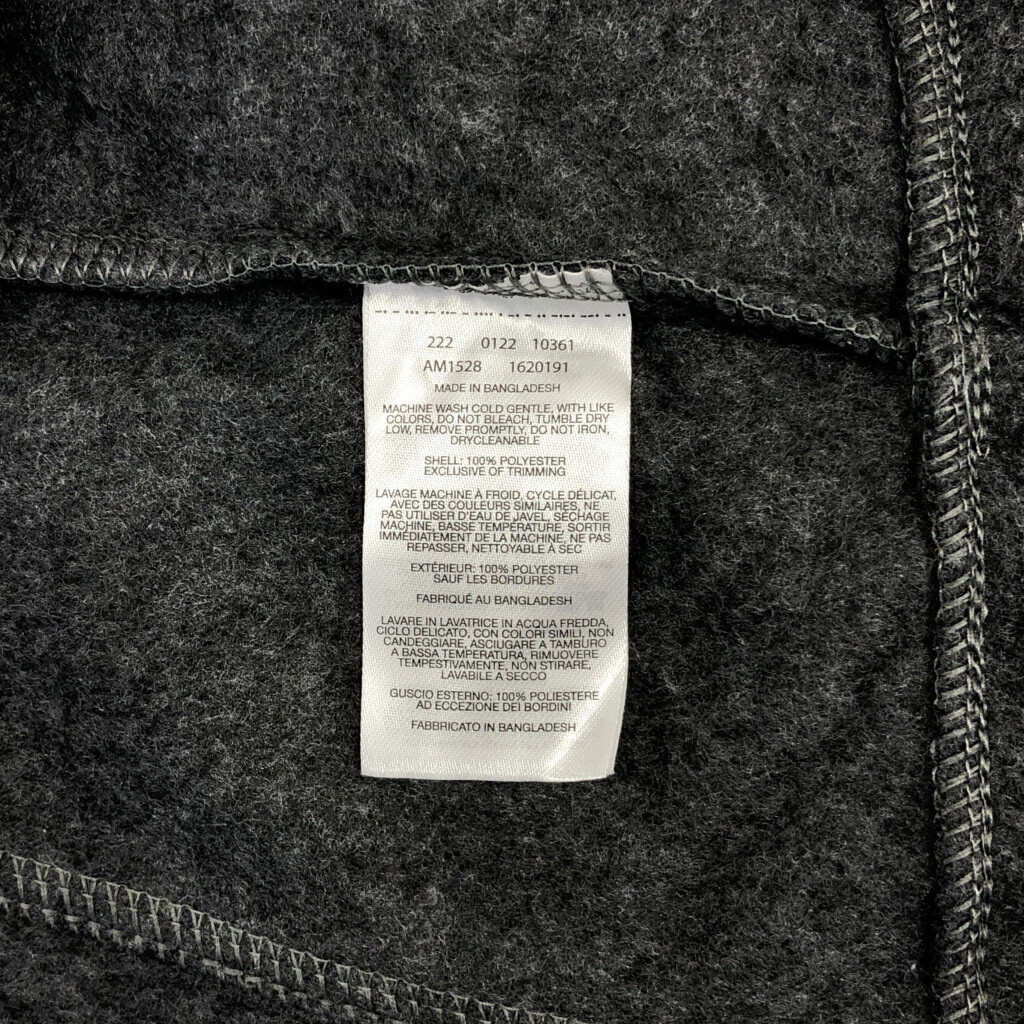 222 0122 10361
AM1528 1620191
MADE IN BANGLADESH
MACHINE WASH COLD GENTLE, WITH LIKE
COLORS, DO NOT BLEACH, TUMBLE DRY
LOW, REMOVE PROMPTLY, DO NOT IRON,
DRYCLEANABLE
SHELL: 100% POLYESTER
EXCLUSIVE OF TRIMMING
LAVAGE MACHINE À FROID, CYCLE DÉLICAT,
AVEC DES COULEURS SIMILAIRES, NE
PAS UTILISER D'EAU DE JAVEL, SÉCHAGE
MACHINE, BASSE TEMPÉRATURE, SORTIR
IMMÉDIATEMENT DE LA MACHINE, NE PAS
REPASSER, NETTOYABLE À SEC
EXTÉRIEUR: 100% POLYESTER
SAUF LES BORDURES
FABRIQUÉ AU BANGLADESH
LAVARE IN LAVATRICE IN ACQUA FREDDA,
CICLO DELICATO, CON COLORI SIMILI, NON
CANDEGGIARE, ASCIUGARE A TAMBURO
A BASSA TEMPERATURA, RIMUOVERE
TEMPESTIVAMENTE, NON STIRARE,
LAVABILE A SECCO
GUSCIO ESTERNO: 100% POLIESTERE
AD ECCEZIONE DEI BORDINI
FABBRICATO IN BANGLADESH